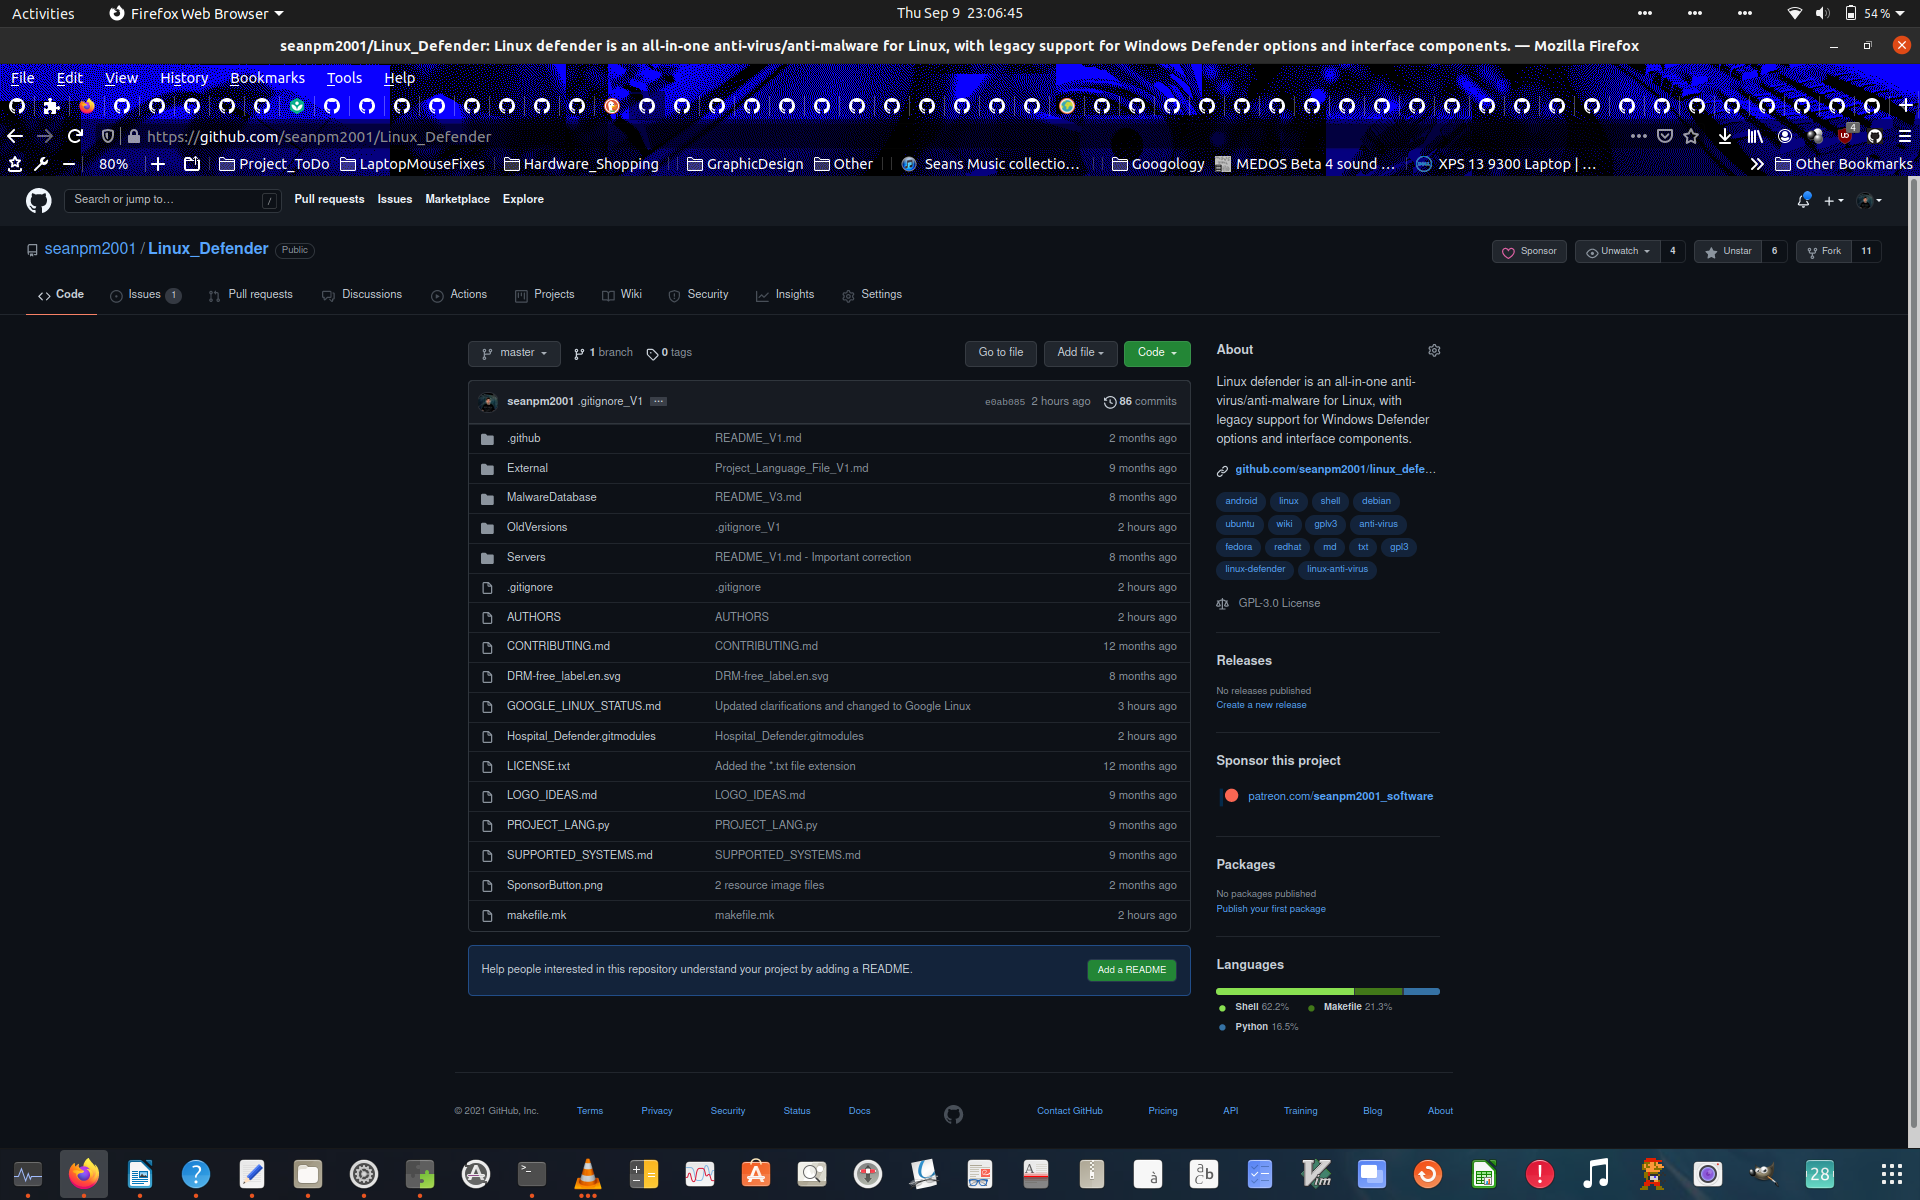 Activities Firefox Web Browser Thu Sep 9 23:06:45 54 %
seanpm2001/Linux_Defender: Linux defender is an all-in-one anti-virus/anti-malware for Linux, with legacy support for Windows Defender options and interface components. — Mozilla Firefox
File Edit View History Bookmarks Tools Help
https://github.com/seanpm2001/Linux_Defender 4
80% Project_ToDo LaptopMouseFixes Hardware_Shopping GraphicDesign Other Seans Music collectio… Googology MEDOS Beta 4 sound … XPS 13 9300 Laptop | … Other Bookmarks
Search or jump to… / Pull requests Issues Marketplace Explore
seanpm2001 / Linux_Defender Public Sponsor Unwatch 4 Unstar 6 Fork 11
Code Issues 1 Pull requests Discussions Actions Projects Wiki Security Insights Settings
master 1 branch 0 tags Go to file Add file Code
seanpm2001 .gitignore_V1 ... e0ab085 2 hours ago 86 commits
.github README_V1.md 2 months ago
External Project_Language_File_V1.md 9 months ago
MalwareDatabase README_V3.md 8 months ago
OldVersions .gitignore_V1 2 hours ago
Servers README_V1.md - Important correction 8 months ago
.gitignore .gitignore 2 hours ago
AUTHORS AUTHORS 2 hours ago
CONTRIBUTING.md CONTRIBUTING.md 12 months ago
DRM-free_label.en.svg DRM-free_label.en.svg 8 months ago
GOOGLE_LINUX_STATUS.md Updated clarifications and changed to Google Linux 3 hours ago
Hospital_Defender.gitmodules Hospital_Defender.gitmodules 2 hours ago
LICENSE.txt Added the *.txt file extension 12 months ago
LOGO_IDEAS.md LOGO_IDEAS.md 9 months ago
PROJECT_LANG.py PROJECT_LANG.py 9 months ago
SUPPORTED_SYSTEMS.md SUPPORTED_SYSTEMS.md 9 months ago
SponsorButton.png 2 resource image files 2 months ago
makefile.mk makefile.mk 2 hours ago
Help people interested in this repository understand your project by adding a README. Add a README
About
Linux defender is an all-in-one anti-
virus/anti-malware for Linux, with
legacy support for Windows Defender
options and interface components.
github.com/seanpm2001/linux_defe…
android linux shell debian
ubuntu wiki gplv3 anti-virus
fedora redhat md txt gpl3
linux-defender linux-anti-virus
GPL-3.0 License
Releases
No releases published
Create a new release
Sponsor this project
patreon.com/seanpm2001_software
Packages
No packages published
Publish your first package
Languages
Shell 62.2% Makefile 21.3%
Python 16.5%
© 2021 GitHub, Inc. Terms Privacy Security Status Docs Contact GitHub Pricing API Training Blog About
28